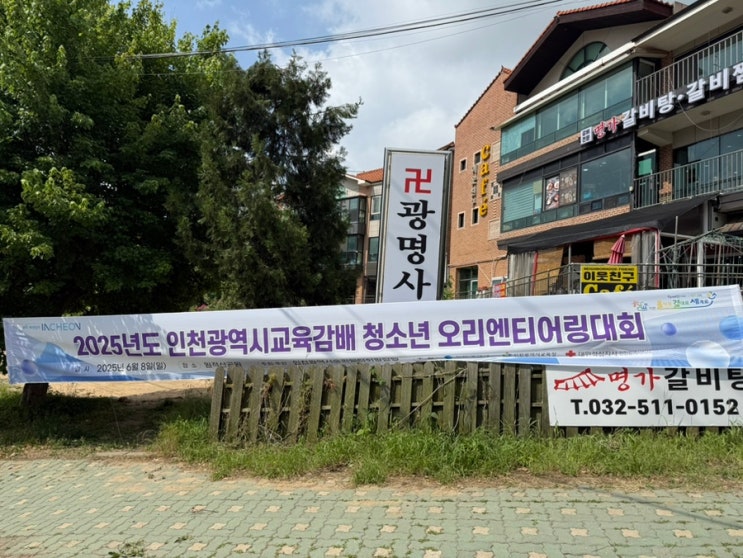 명가 갈비탕·갈비찜
cafe
卍 광명사
이웃친구
Café
INCHEON
2025년도 인천광역시교육감배 청소년 오리엔티어링대회
2025년 6월 8일(일)
명가 갈비탕
T.032-511-0152